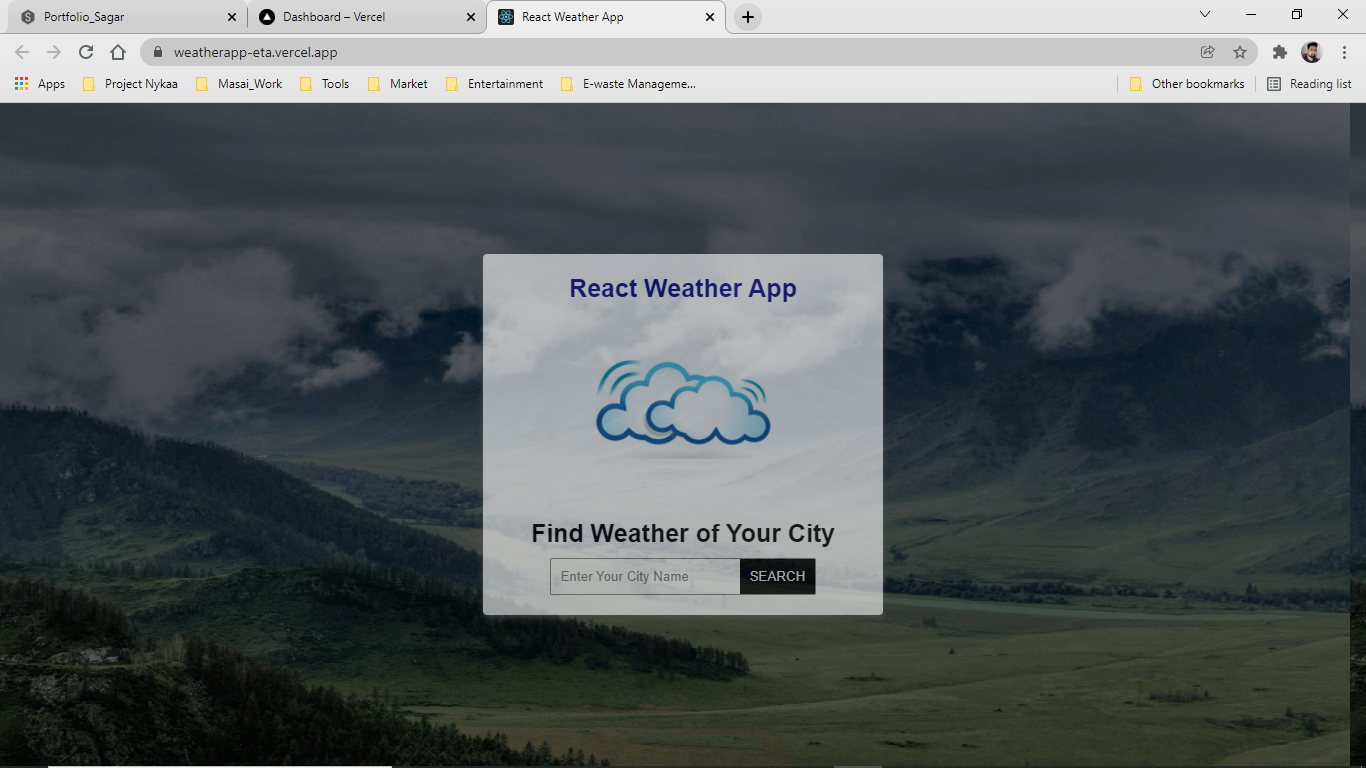 Portfolio_Sagar
Dashboard – Vercel
React Weather App
weatherapp-eta.vercel.app
Apps
Project Nykaa
Masai_Work
Tools
Market
Entertainment
E-waste Manageme...
Other bookmarks
Reading list
React Weather App
Find Weather of Your City
Enter Your City Name
SEARCH